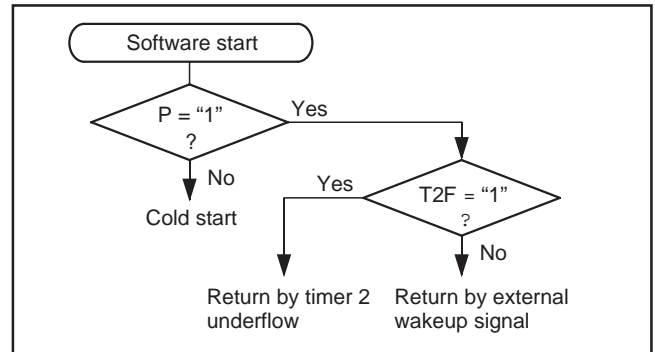 Software start
P = “1”
?
Yes
No
Cold start
Yes
T2F = “1”
?
No
Return by timer 2
underflow
Return by external
wakeup signal